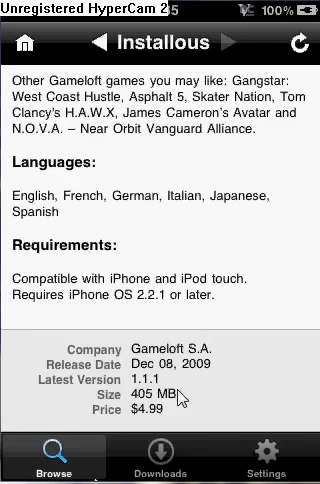 Unregistered HyperCam 2
100%
Installous
Other Gameloft games you may like: Gangstar:
West Coast Hustle, Asphalt 5, Skater Nation, Tom
Clancy's H.A.W.X, James Cameron's Avatar and
N.O.V.A. – Near Orbit Vanguard Alliance.
Languages:
English, French, German, Italian, Japanese,
Spanish
Requirements:
Compatible with iPhone and iPod touch.
Requires iPhone OS 2.2.1 or later.
Company Gameloft S.A.
Release Date Dec 08, 2009
Latest Version 1.1.1
Size 405 MB
Price $4.99
Browse Downloads Settings